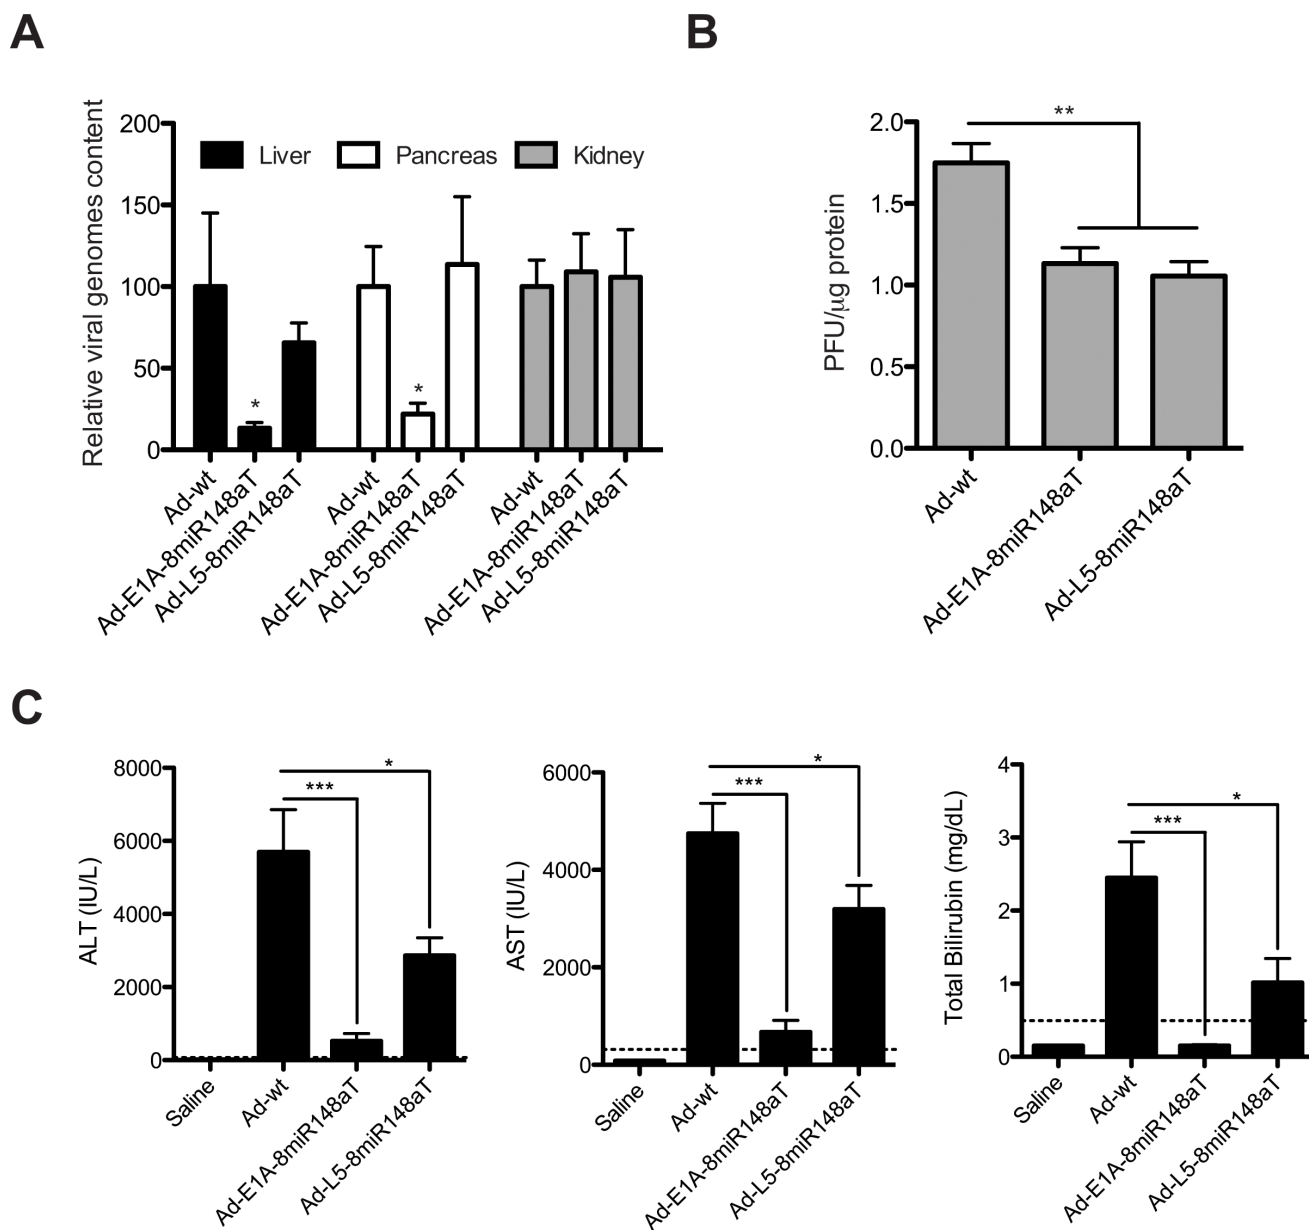 A
Relative viral genomes content
200
150
100
50
0
Liver
Pancreas
Kidney
*
*
Ad-wt
Ad-E1A-8miR148aT
Ad-L5-8miR148aT
Ad-wt
Ad-E1A-8miR148aT
Ad-L5-8miR148aT
Ad-wt
Ad-E1A-8miR148aT
Ad-L5-8miR148aT
B
PFU/µg protein
2.0
1.5
1.0
0.5
0.0
**
Ad-wt
Ad-E1A-8miR148aT
Ad-L5-8miR148aT
C
ALT (IU/L)
8000
6000
4000
2000
0
*
***
Saline
Ad-wt
Ad-E1A-8miR148aT
Ad-L5-8miR148aT
AST (IU/L)
6000
4000
2000
0
*
***
Saline
Ad-wt
Ad-E1A-8miR148aT
Ad-L5-8miR148aT
Total Bilirubin (mg/dL)
4
3
2
1
0
*
***
Saline
Ad-wt
Ad-E1A-8miR148aT
Ad-L5-8miR148aT